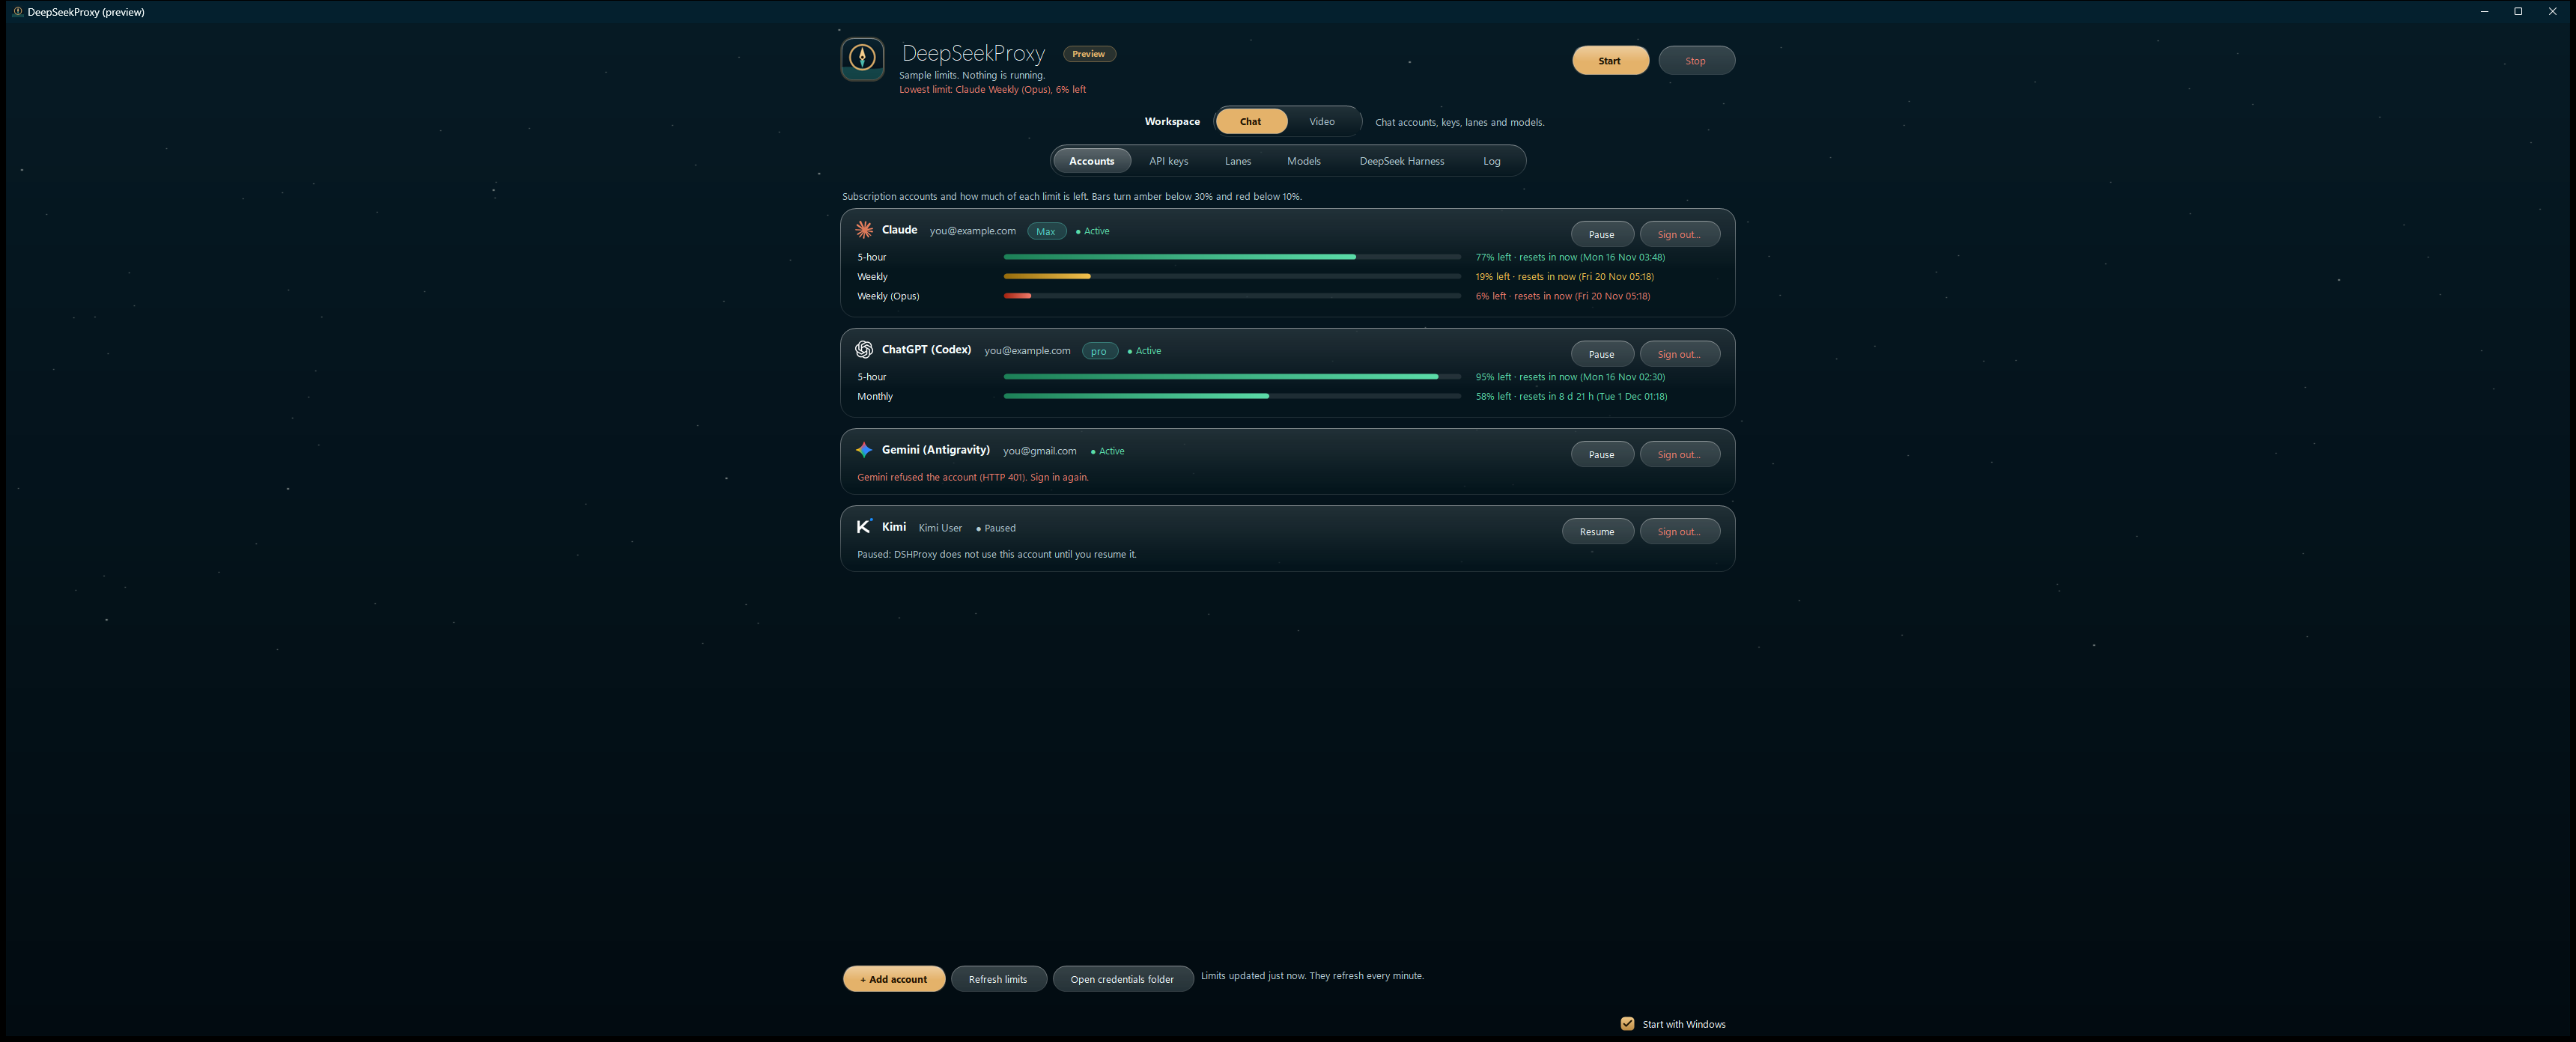 DeepSeekProxy (preview)
DeepSeekProxy Preview
Sample limits. Nothing is running.
Lowest limit: Claude Weekly (Opus), 6% left
Start Stop
Workspace Chat Video Chat accounts, keys, lanes and models.
Accounts API keys Lanes Models DeepSeek Harness Log
Subscription accounts and how much of each limit is left. Bars turn amber below 30% and red below 10%.
Claude you@example.com Max Active Pause Sign out...
5-hour 77% left · resets in now (Mon 16 Nov 03:48)
Weekly 19% left · resets in now (Fri 20 Nov 05:18)
Weekly (Opus) 6% left · resets in now (Fri 20 Nov 05:18)
ChatGPT (Codex) you@example.com pro Active Pause Sign out...
5-hour 95% left · resets in now (Mon 16 Nov 02:30)
Monthly 58% left · resets in 8 d 21 h (Tue 1 Dec 01:18)
Gemini (Antigravity) you@gmail.com Active Pause Sign out...
Gemini refused the account (HTTP 401). Sign in again.
Kimi Kimi User Paused Resume Sign out...
Paused: DSHProxy does not use this account until you resume it.
+ Add account Refresh limits Open credentials folder Limits updated just now. They refresh every minute.
Start with Windows